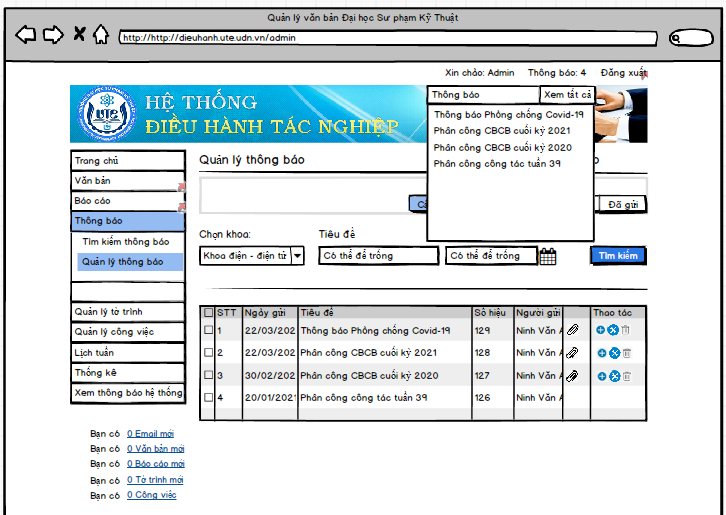 Quản lý văn bản Đại học Sư phạm Kỹ Thuật
http://http://dieuhanh.ute.udn.vn/admin
Xin chào: Admin Thông báo: 4 Đăng xuất
HỆ THỐNG
ĐIỀU HÀNH TÁC NGHIỆP
UTE
Thông báo Xem tất cả
Thông báo Phòng chống Covid-19
Phân công CBCB cuối kỳ 2021
Phân công CBCB cuối kỳ 2020
Phân công công tác tuần 39
Trang chủ
Văn bản
Báo cáo
Thông báo
Tìm kiếm thông báo
Quản lý thông báo
Quản lý tờ trình
Quản lý công việc
Lịch tuần
Thống kê
Xem thông báo hệ thống
Bạn có 0 Email mới
Bạn có 0 Văn bản mới
Bạn có 0 Báo cáo mới
Bạn có 0 Tờ trình mới
Bạn có 0 Công việc
Quản lý thông báo
Đã gửi
Chọn khoa: Tiêu đề
Khoa điện - điện tử Có thể để trống Có thể để trống Tìm kiếm
STT Ngày gửi Tiêu đề Số hiệu Người gửi Thao tác
1 22/03/202 Thông báo Phòng chống Covid-19 129 Ninh Văn A
2 22/03/202 Phân công CBCB cuối kỳ 2021 128 Ninh Văn A
3 30/02/202 Phân công CBCB cuối kỳ 2020 127 Ninh Văn A
4 20/01/2021 Phân công công tác tuần 39 126 Ninh Văn A